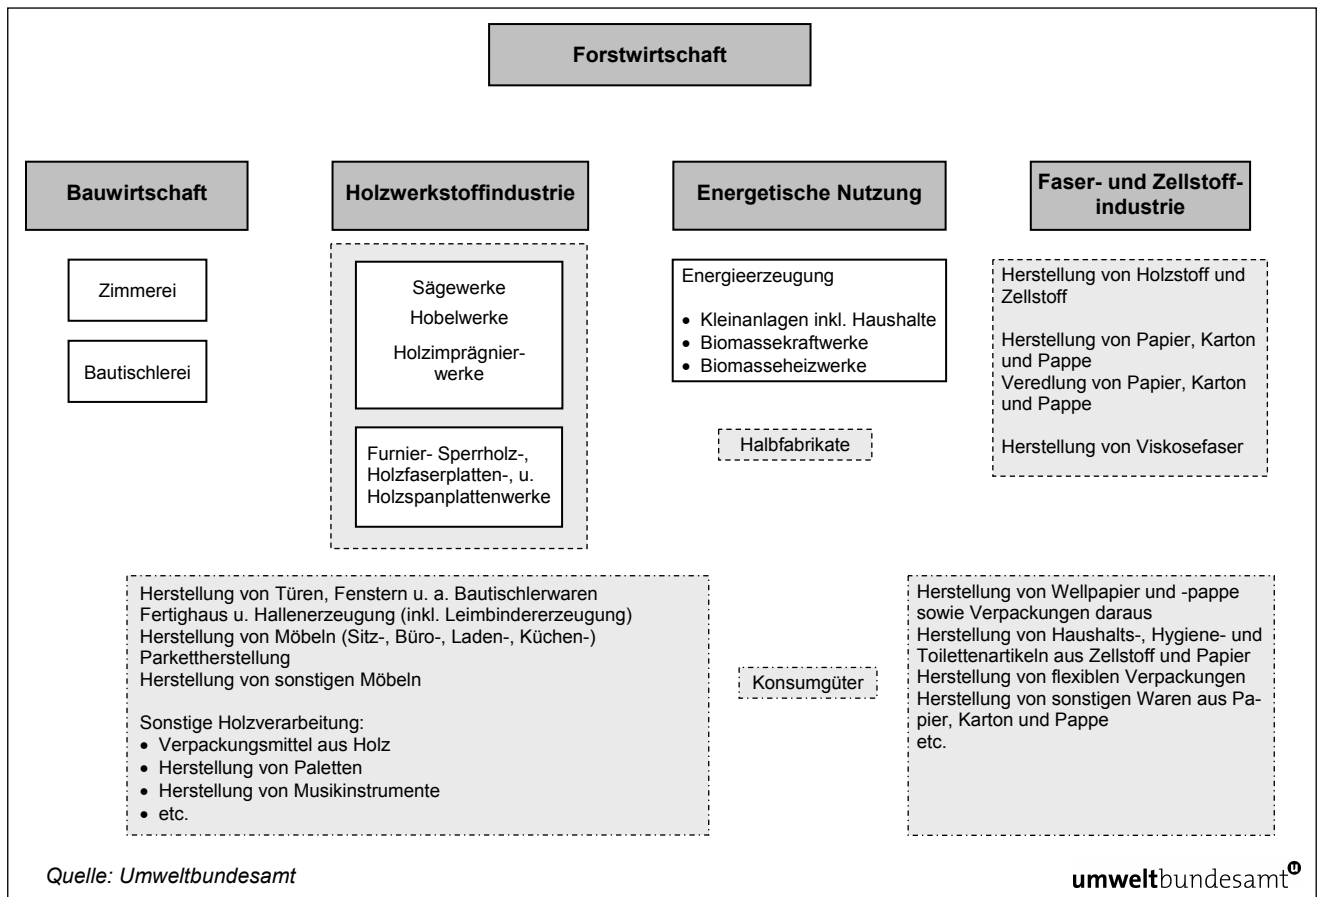 Forstwirtschaft
Bauwirtschaft
Holzwerkstoffindustrie
Energetische Nutzung
Faser- und Zellstoff-
industrie
Zimmerei
Bautischlerei
Sägewerke
Hobelwerke
Holzimprägnier-
werke
Furnier- Sperrholz-,
Holzfaserplatten-, u.
Holzspanplattenwerke
Energieerzeugung
• Kleinanlagen inkl. Haushalte
• Biomassekraftwerke
• Biomasseheizwerke
Halbfabrikate
Herstellung von Holzstoff und
Zellstoff
Herstellung von Papier, Karton
und Pappe
Veredlung von Papier, Karton
und Pappe
Herstellung von Viskosefaser
Herstellung von Türen, Fenstern u. a. Bautischlerwaren
Fertighaus u. Hallenerzeugung (inkl. Leimbindererzeugung)
Herstellung von Möbeln (Sitz-, Büro-, Laden-, Küchen-)
Parkettherstellung
Herstellung von sonstigen Möbeln
Sonstige Holzverarbeitung:
• Verpackungsmittel aus Holz
• Herstellung von Paletten
• Herstellung von Musikinstrumente
• etc.
Konsumgüter
Herstellung von Wellpapier und -pappe
sowie Verpackungen daraus
Herstellung von Haushalts-, Hygiene- und
Toilettenartikeln aus Zellstoff und Papier
Herstellung von flexiblen Verpackungen
Herstellung von sonstigen Waren aus Pa-
pier, Karton und Pappe
etc.
Quelle: Umweltbundesamt
umweltbundesamt